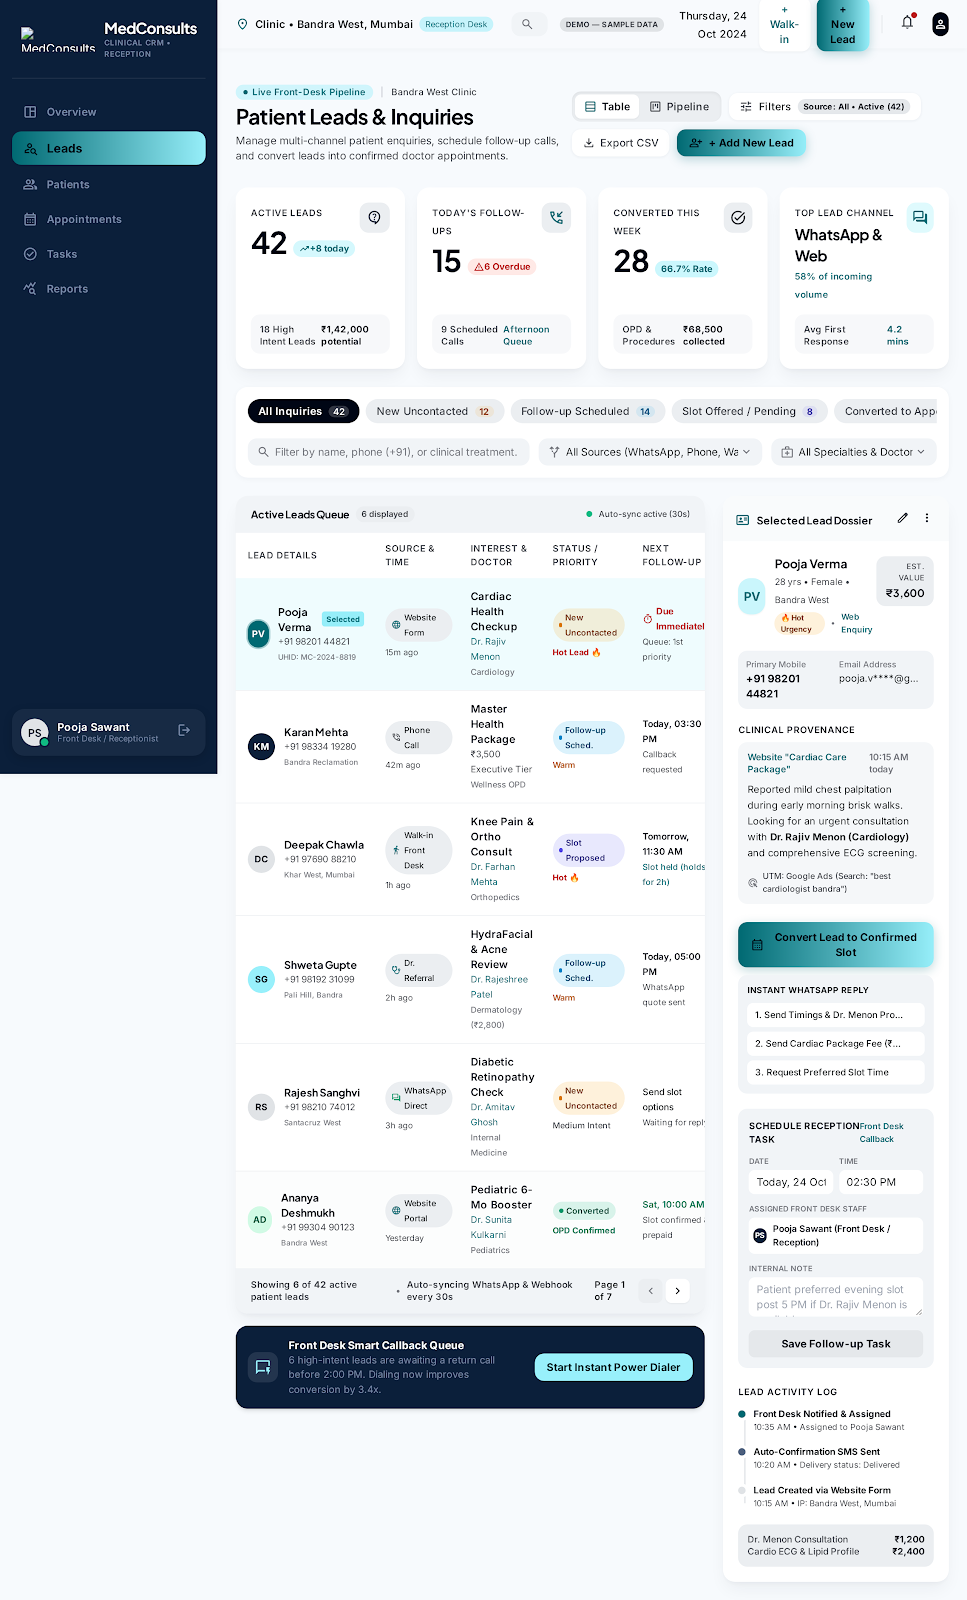 MedConsults
MedConsults
CLINICAL CRM •
RECEPTION
Overview
Leads
Patients
Appointments
Tasks
Reports
PS
Pooja Sawant
Front Desk / Receptionist
Clinic • Bandra West, Mumbai
Reception Desk
DEMO — SAMPLE DATA
Thursday, 24
Oct 2024
+
Walk-
in
+
New
Lead
Live Front-Desk Pipeline | Bandra West Clinic
Patient Leads & Inquiries
Manage multi-channel patient enquiries, schedule follow-up calls,
and convert leads into confirmed doctor appointments.
Table
Pipeline
Filters
Source: All • Active (42)
Export CSV
+ Add New Lead
ACTIVE LEADS
42
+8 today
18 High
Intent Leads
₹1,42,000
potential
TODAY'S FOLLOW-
UPS
15
6 Overdue
9 Scheduled
Calls
Afternoon
Queue
CONVERTED THIS
WEEK
28
66.7% Rate
OPD &
Procedures
₹68,500
collected
TOP LEAD CHANNEL
WhatsApp &
Web
58% of incoming
volume
Avg First
Response
4.2
mins
All Inquiries 42
New Uncontacted 12
Follow-up Scheduled 14
Slot Offered / Pending 8
Converted to Appo
Filter by name, phone (+91), or clinical treatment.
All Sources (WhatsApp, Phone, Wa
All Specialties & Doctor
Active Leads Queue
6 displayed
Auto-sync active (30s)
LEAD DETAILS
SOURCE &
TIME
INTEREST &
DOCTOR
STATUS /
PRIORITY
NEXT
FOLLOW-UP
PV
Pooja
Verma
Selected
+91 98201 44821
UHID: MC-2024-8819
Website
Form
15m ago
Cardiac
Health
Checkup
Dr. Rajiv
Menon
Cardiology
New
Uncontacted
Hot Lead 🔥
Due
Immediatel
Queue: 1st
priority
KM
Karan Mehta
+91 98334 19280
Bandra Reclamation
Phone
Call
42m ago
Master
Health
Package
₹3,500
Executive Tier
Wellness OPD
Follow-up
Sched.
Warm
Today, 03:30
PM
Callback
requested
DC
Deepak Chawla
+91 97690 88210
Khar West, Mumbai
Walk-in
Front
Desk
1h ago
Knee Pain &
Ortho
Consult
Dr. Farhan
Mehta
Orthopedics
Slot
Proposed
Hot 🔥
Tomorrow,
11:30 AM
Slot held (holds
for 2h)
SG
Shweta Gupte
+91 98192 31099
Pali Hill, Bandra
Dr.
Referral
2h ago
HydraFacial
& Acne
Review
Dr. Rajeshree
Patel
Dermatology
(₹2,800)
Follow-up
Sched.
Warm
Today, 05:00
PM
WhatsApp
quote sent
RS
Rajesh Sanghvi
+91 98210 74012
Santacruz West
WhatsApp
Direct
3h ago
Diabetic
Retinopathy
Check
Dr. Amitav
Ghosh
Internal
Medicine
New
Uncontacted
Medium Intent
Send slot
options
Waiting for reply
AD
Ananya
Deshmukh
+91 99304 90123
Bandra West
Website
Portal
Yesterday
Pediatric 6-
Mo Booster
Dr. Sunita
Kulkarni
Pediatrics
Converted
OPD Confirmed
Sat, 10:00 AM
Slot confirmed &
prepaid
Showing 6 of 42 active
patient leads
• Auto-syncing WhatsApp & Webhook
every 30s
Page 1
of 7
Front Desk Smart Callback Queue
6 high-intent leads are awaiting a return call
before 2:00 PM. Dialing now improves
conversion by 3.4x.
Start Instant Power Dialer
Selected Lead Dossier
PV
Pooja Verma
28 yrs • Female •
Bandra West
🔥 Hot
Urgency
•
Web
Enquiry
EST.
VALUE
₹3,600
Primary Mobile
+91 98201
44821
Email Address
pooja.v****@g...
CLINICAL PROVENANCE
Website "Cardiac Care
Package"
10:15 AM
today
Reported mild chest palpitation
during early morning brisk walks.
Looking for an urgent consultation
with Dr. Rajiv Menon (Cardiology)
and comprehensive ECG screening.
UTM: Google Ads (Search: "best
cardiologist bandra")
Convert Lead to Confirmed
Slot
INSTANT WHATSAPP REPLY
1. Send Timings & Dr. Menon Pro...
2. Send Cardiac Package Fee (₹...
3. Request Preferred Slot Time
SCHEDULE RECEPTION
TASK
Front Desk
Callback
DATE
TIME
Today, 24 Oct
02:30 PM
ASSIGNED FRONT DESK STAFF
PS
Pooja Sawant (Front Desk /
Reception)
INTERNAL NOTE
Patient preferred evening slot
post 5 PM if Dr. Rajiv Menon is
Save Follow-up Task
LEAD ACTIVITY LOG
Front Desk Notified & Assigned
10:35 AM • Assigned to Pooja Sawant
Auto-Confirmation SMS Sent
10:20 AM • Delivery status: Delivered
Lead Created via Website Form
10:15 AM • IP: Bandra West, Mumbai
Dr. Menon Consultation ₹1,200
Cardio ECG & Lipid Profile ₹2,400